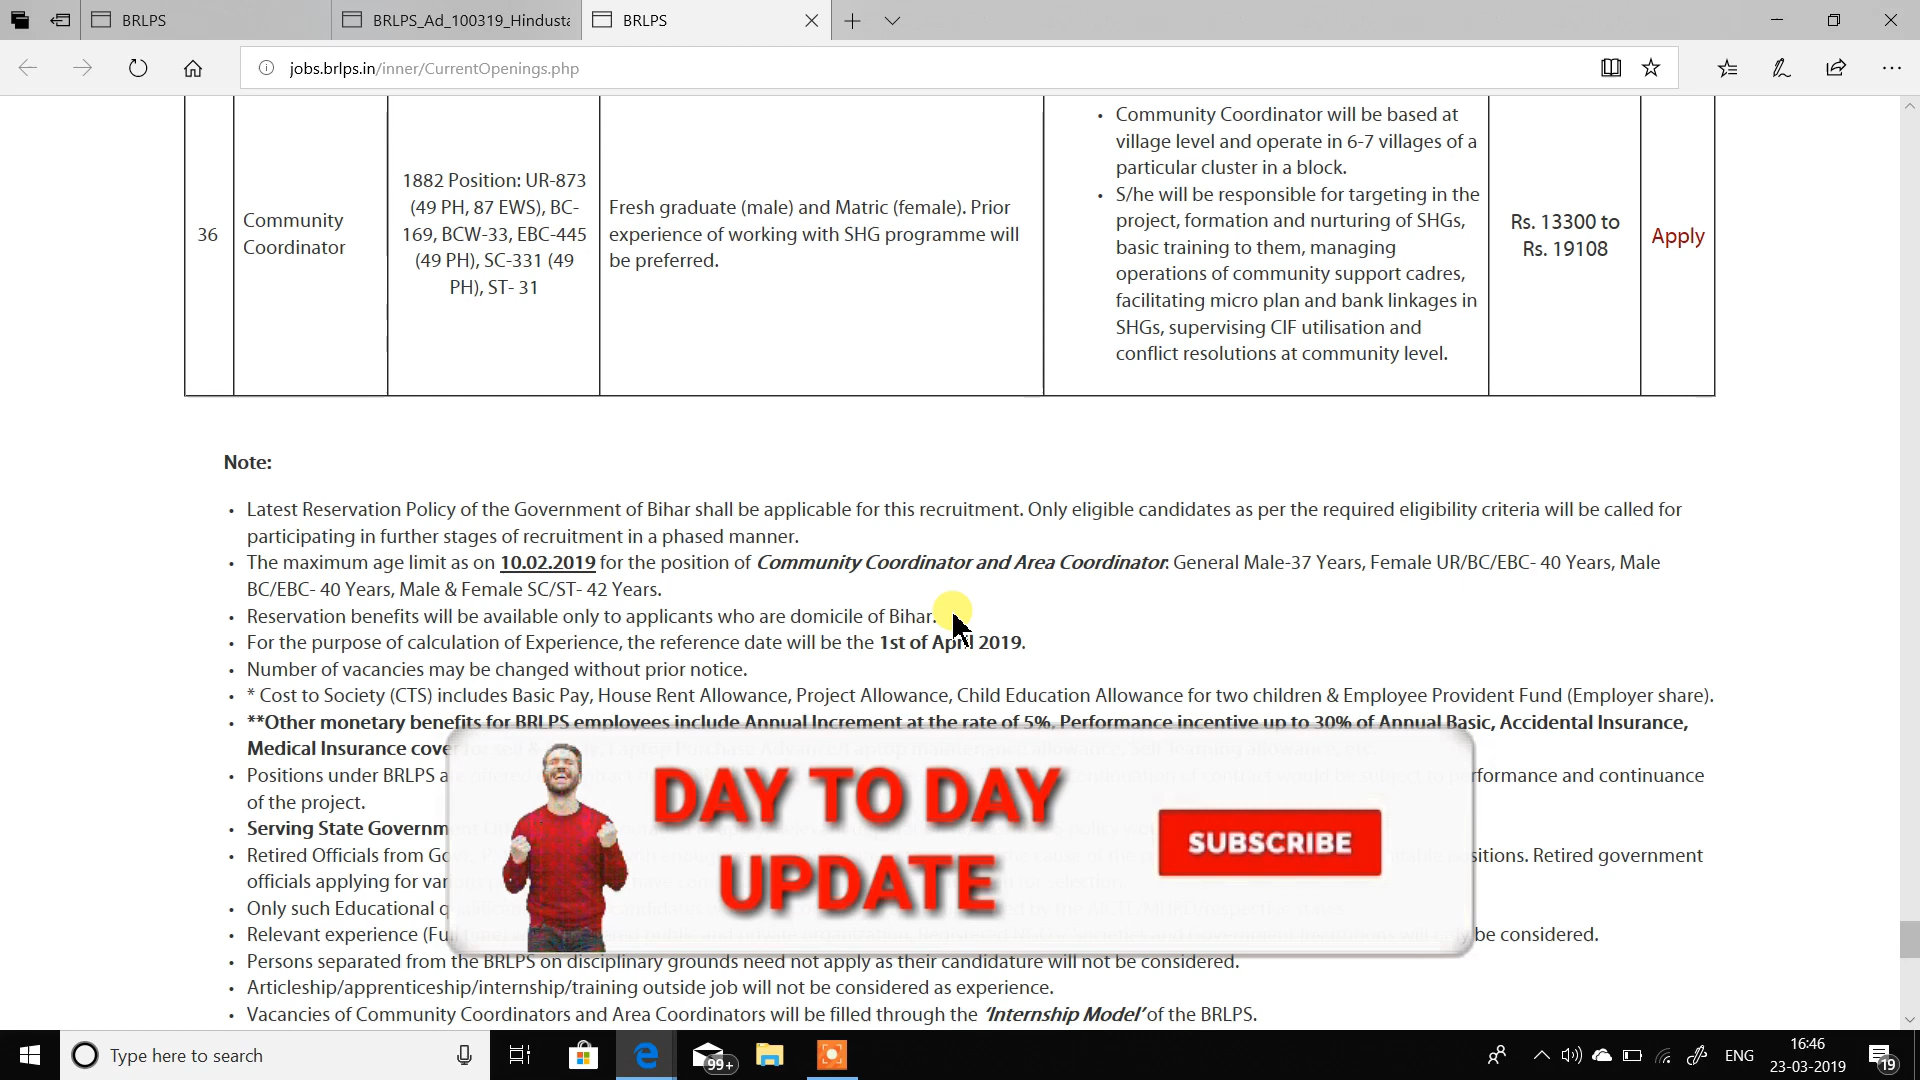 BRLPS
BRLPS_Ad_100319_Hindusta
BRLPS
jobs.brlps.in/inner/CurrentOpenings.php
36
Community
Coordinator
1882 Position: UR-873
(49 PH, 87 EWS), BC-
169, BCW-33, EBC-445
(49 PH), SC-331 (49
PH), ST- 31
Fresh graduate (male) and Matric (female). Prior
experience of working with SHG programme will
be preferred.
• Community Coordinator will be based at
village level and operate in 6-7 villages of a
particular cluster in a block.
• S/he will be responsible for targeting in the
project, formation and nurturing of SHGs,
basic training to them, managing
operations of community support cadres,
facilitating micro plan and bank linkages in
SHGs, supervising CIF utilisation and
conflict resolutions at community level.
Rs. 13300 to
Rs. 19108
Apply
Note:
• Latest Reservation Policy of the Government of Bihar shall be applicable for this recruitment. Only eligible candidates as per the required eligibility criteria will be called for
participating in further stages of recruitment in a phased manner.
• The maximum age limit as on 10.02.2019 for the position of Community Coordinator and Area Coordinator. General Male-37 Years, Female UR/BC/EBC- 40 Years, Male
BC/EBC- 40 Years, Male & Female SC/ST- 42 Years.
• Reservation benefits will be available only to applicants who are domicile of Bihar.
• For the purpose of calculation of Experience, the reference date will be the 1st of April 2019.
• Number of vacancies may be changed without prior notice.
• * Cost to Society (CTS) includes Basic Pay, House Rent Allowance, Project Allowance, Child Education Allowance for two children & Employee Provident Fund (Employer share).
• **Other monetary benefits for BRLPS employees include Annual Increment at the rate of 5%, Performance incentive up to 30% of Annual Basic, Accidental Insurance,
Medical Insurance cover
• Positions under BRLPS performance and continuance
of the project.
• Serving State Governm
• Retired Officials from positions. Retired government
officials applying for
• Only such Educational
• Relevant experience be considered.
• Persons separated from the BRLPS on disciplinary grounds need not apply as their candidature will not be considered.
• Articleship/apprenticeship/internship/training outside job will not be considered as experience.
• Vacancies of Community Coordinators and Area Coordinators will be filled through the 'Internship Model' of the BRLPS.
DAY TO DAY
UPDATE
SUBSCRIBE
Type here to search
99+
ENG
16:46
23-03-2019
19